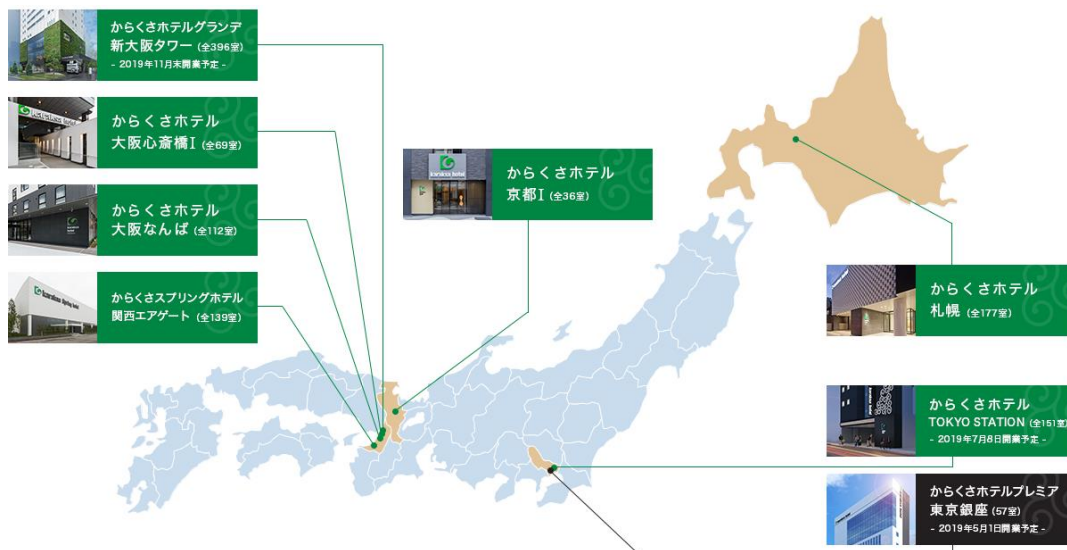 からくさホテルグランデ
新大阪タワー (全396室)
- 2019年11月末開業予定 -
karaksa hotel
からくさホテル
大阪心斎橋I (全69室)
からくさホテル
大阪なんば (全112室)
karaksa spring hotel
からくさスプリングホテル
関西エアゲート (全139室)
karaksa hotel
からくさホテル
京都I (全36室)
からくさホテル
札幌 (全177室)
からくさホテル
TOKYO STATION (全151室)
- 2019年7月8日開業予定 -
からくさホテルプレミア
東京銀座 (57室)
- 2019年5月1日開業予定 -